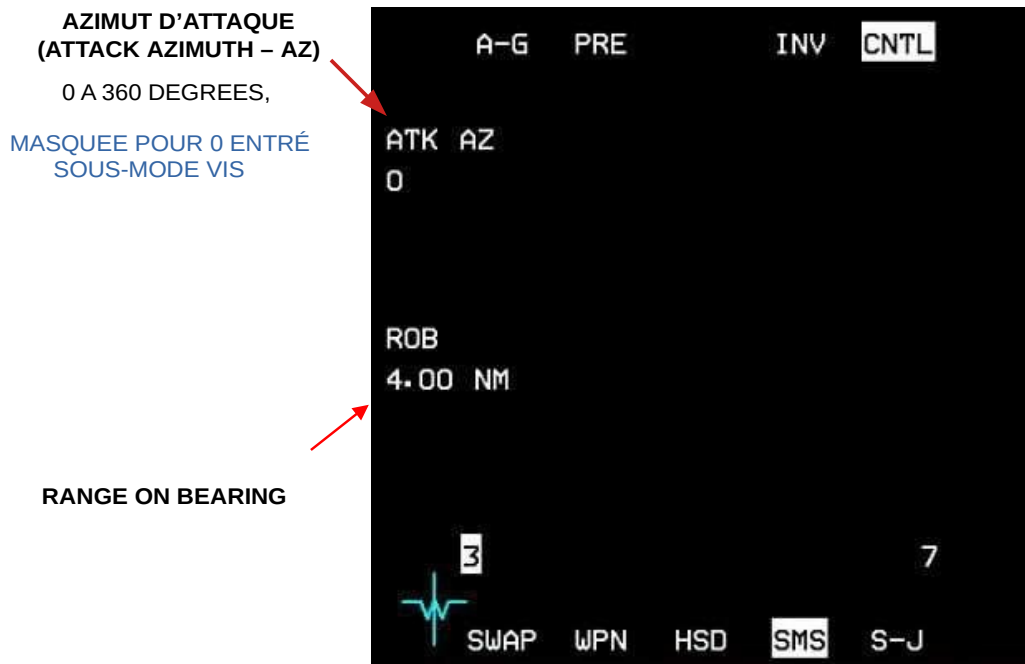 AZIMUT D'ATTAQUE
(ATTACK AZIMUTH – AZ)
0 A 360 DEGREES,
MASQUEE POUR 0 ENTRÉ
SOUS-MODE VIS
RANGE ON BEARING
A-G PRE INV CNTL
ATK AZ
0
ROB
4.00 NM
3 7
SWAP WPN HSD SMS S-J